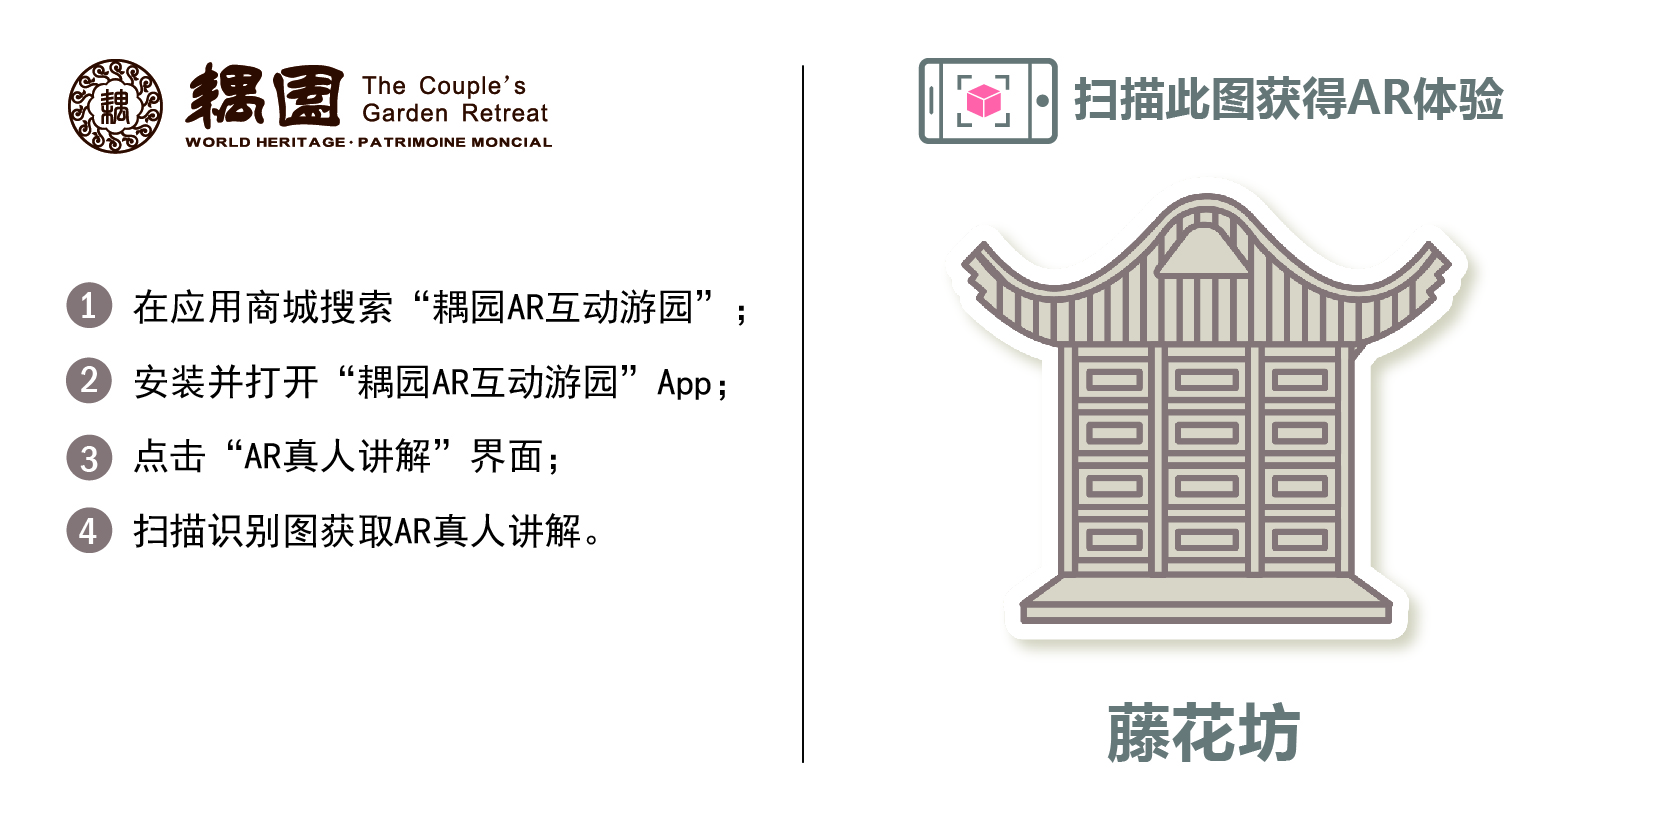 耦
耦園
The Couple's
Garden Retreat
WORLD HERITAGE·PATRIMOINE MONCIAL
1 在应用商城搜索“耦园AR互动游园”；
2 安装并打开“耦园AR互动游园”App；
3 点击“AR真人讲解”界面；
4 扫描识别图获取AR真人讲解。
扫描此图获得AR体验
藤花坊